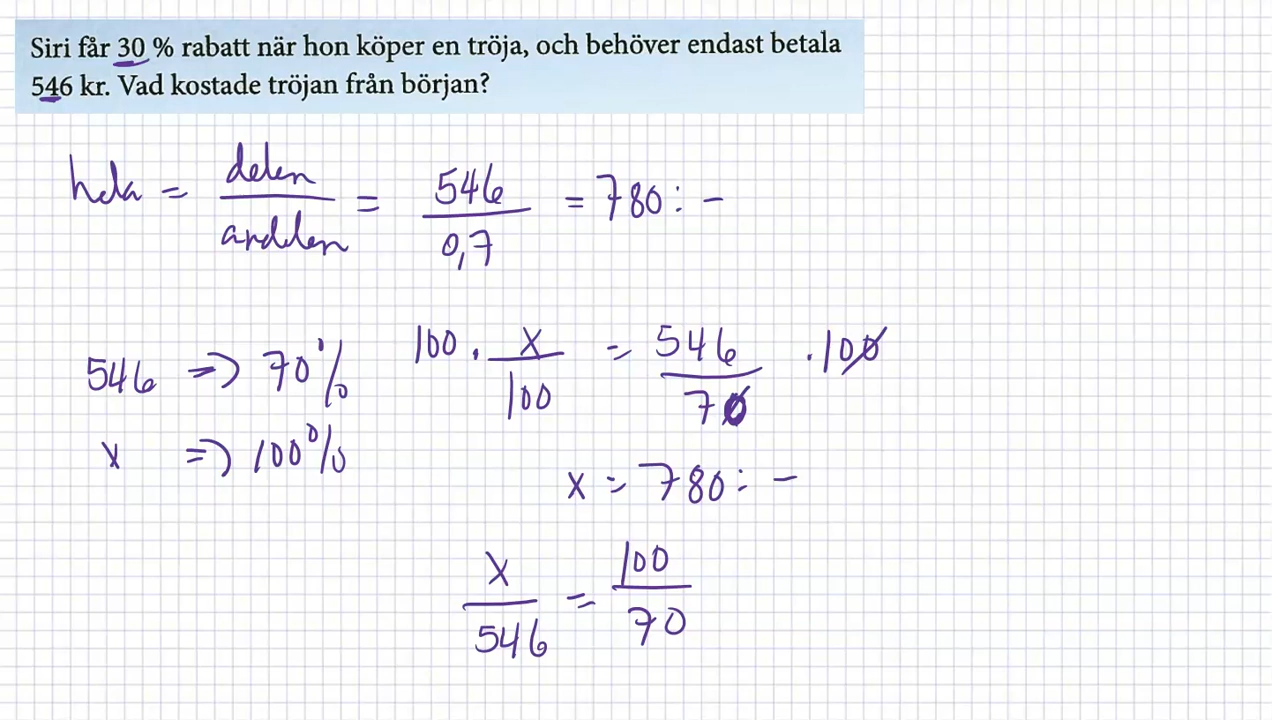 Siri får 30 % rabatt när hon köper en tröja, och behöver endast betala
546 kr. Vad kostade tröjan från början?
hela = delen / andelen = 546 / 0,7 = 780:-
546 => 70%
x => 100%
100 · x / 100 = 546 / 70 · 100
x = 780:-
x / 546 = 100 / 70